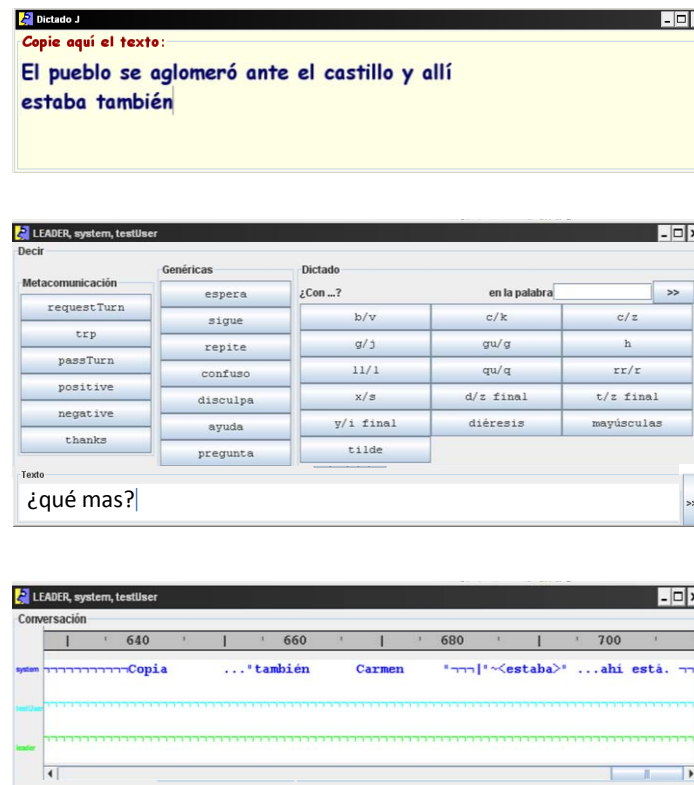 Dictado J
Copie aquí el texto:
El pueblo se aglomeró ante el castillo y allí
estaba también
LEADER, system, testUser
Decir
Metacomunicación
requestTurn
trp
passTurn
positive
negative
thanks
Genéricas
espera
sigue
repite
confuso
disculpa
ayuda
pregunta
Dictado
¿Con ...? en la palabra >>
b/v c/k c/z
g/j gu/g h
ll/l qu/q rr/r
x/s d/z final t/z final
y/i final diéresis mayúsculas
tilde
Texto
¿qué mas?
>>
LEADER, system, testUser
Conversación
| ' 640 ' | ' 660 ' | ' 680 ' | ' 700 '
system ¬¬¬¬¬¬¬¬¬¬¬Copia ..."también Carmen "¬¬¬|"~<estaba>" ...ahí está. ¬¬
testUser
leader